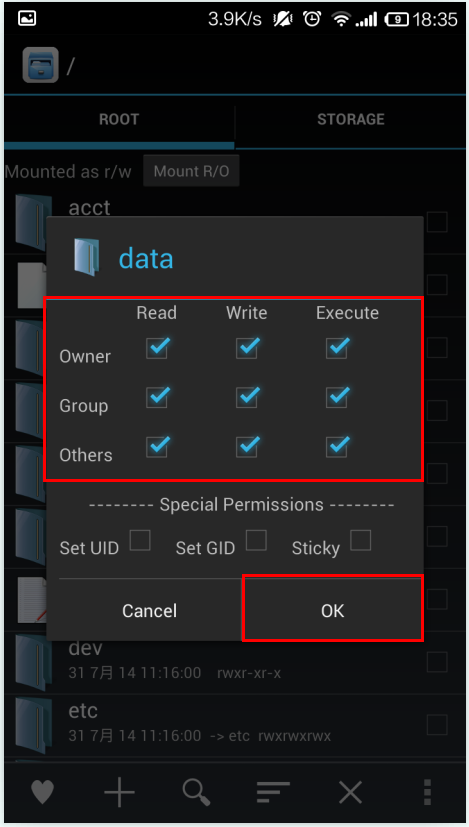 3.9K/s 9 18:35
/
ROOT STORAGE
Mounted as r/w Mount R/O
acct
data
Read Write Execute
Owner
Group
Others
-------- Special Permissions --------
Set UID Set GID Sticky
Cancel OK
dev
31 7月 14 11:16:00 rwxr-xr-x
etc
31 7月 14 11:16:00 -> etc rwxrwxrwx